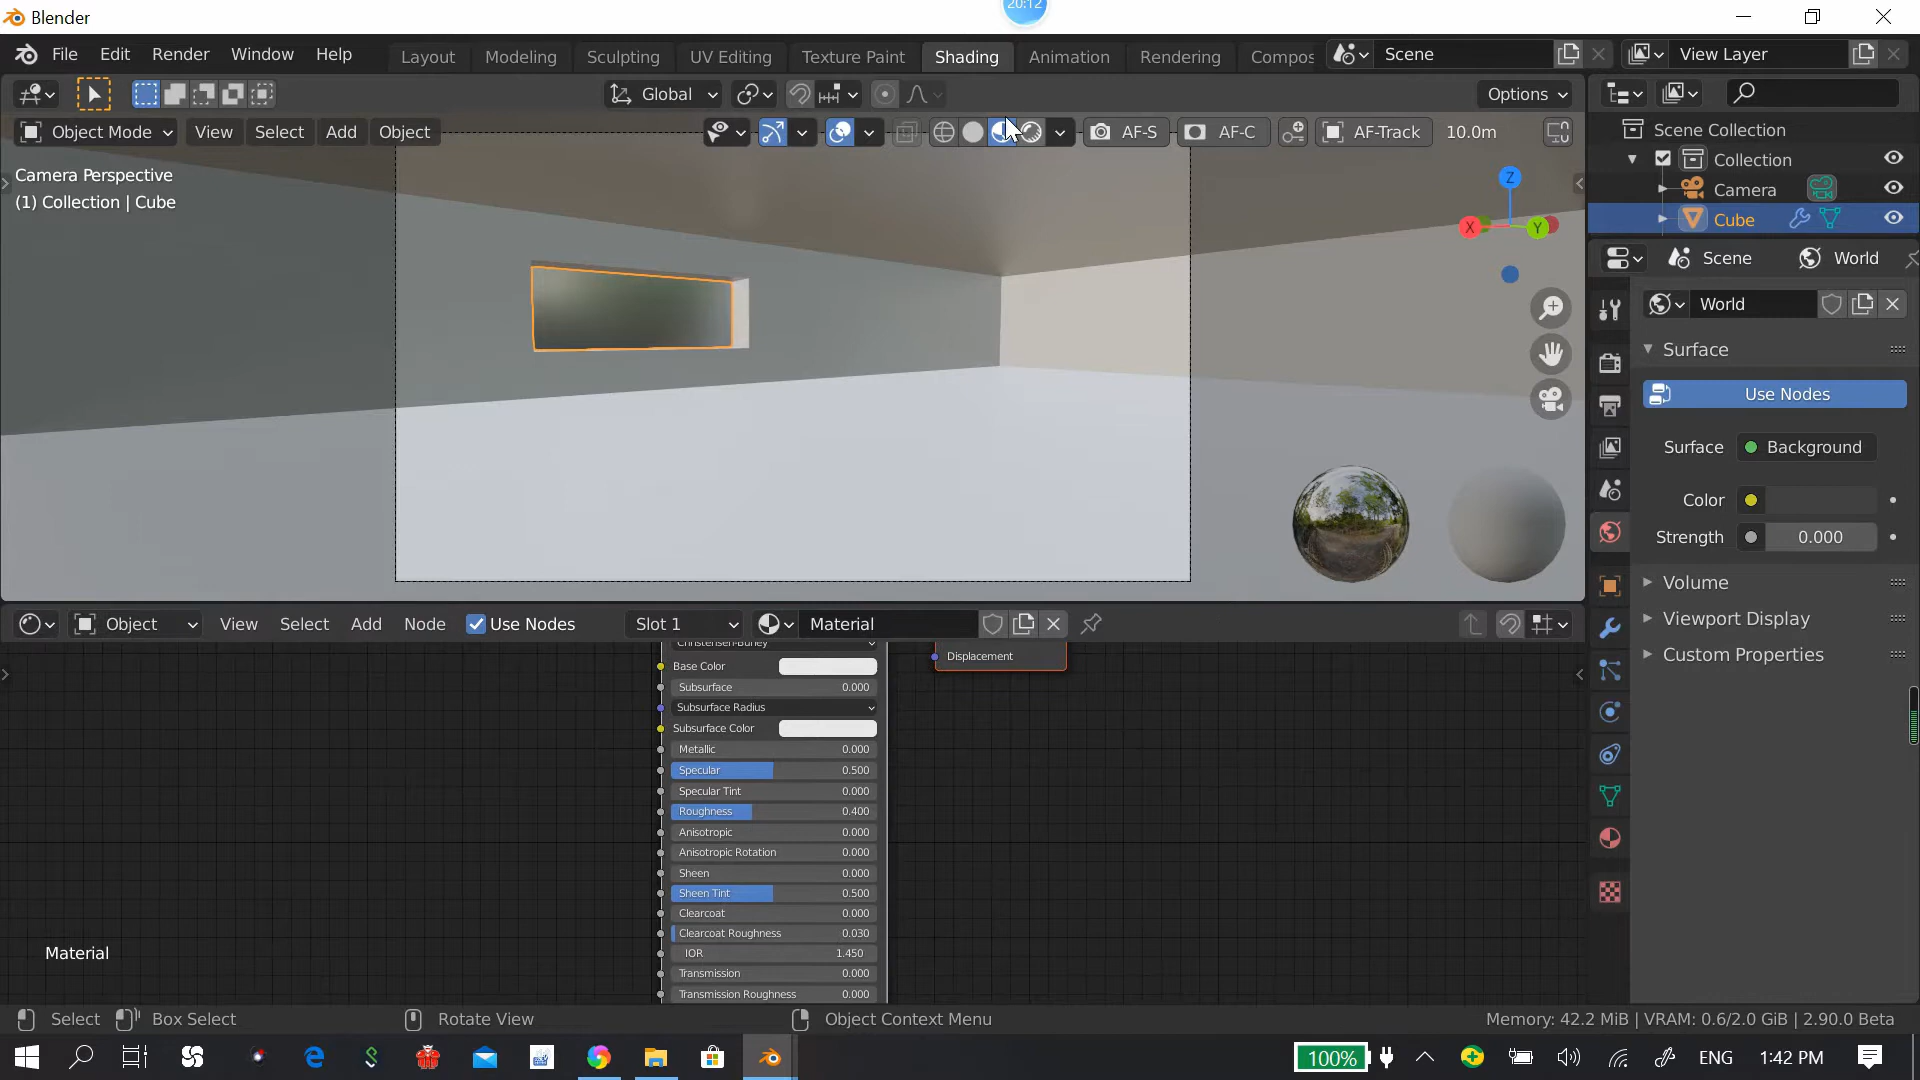 20:12
Blender
File Edit Render Window Help
Layout Modeling Sculpting UV Editing Texture Paint Shading Animation Rendering Compos
Scene
View Layer
Global
Options
Object Mode View Select Add Object
AF-S AF-C AF-Track 10.0m
Camera Perspective
(1) Collection | Cube
Z
X
Y
Scene Collection
Collection
Camera
Cube
Scene World
World
Surface
Use Nodes
Surface Background
Color
Strength 0.000
Volume
Viewport Display
Custom Properties
Object View Select Add Node Use Nodes Slot 1 Material
Christensen-Burley
Displacement
Base Color
Subsurface 0.000
Subsurface Radius
Subsurface Color
Metallic 0.000
Specular 0.500
Specular Tint 0.000
Roughness 0.400
Anisotropic 0.000
Anisotropic Rotation 0.000
Sheen 0.000
Sheen Tint 0.500
Clearcoat 0.000
Clearcoat Roughness 0.030
IOR 1.450
Transmission 0.000
Transmission Roughness 0.000
Material
Select Box Select Rotate View Object Context Menu
Memory: 42.2 MiB | VRAM: 0.6/2.0 GiB | 2.90.0 Beta
100% ENG 1:42 PM